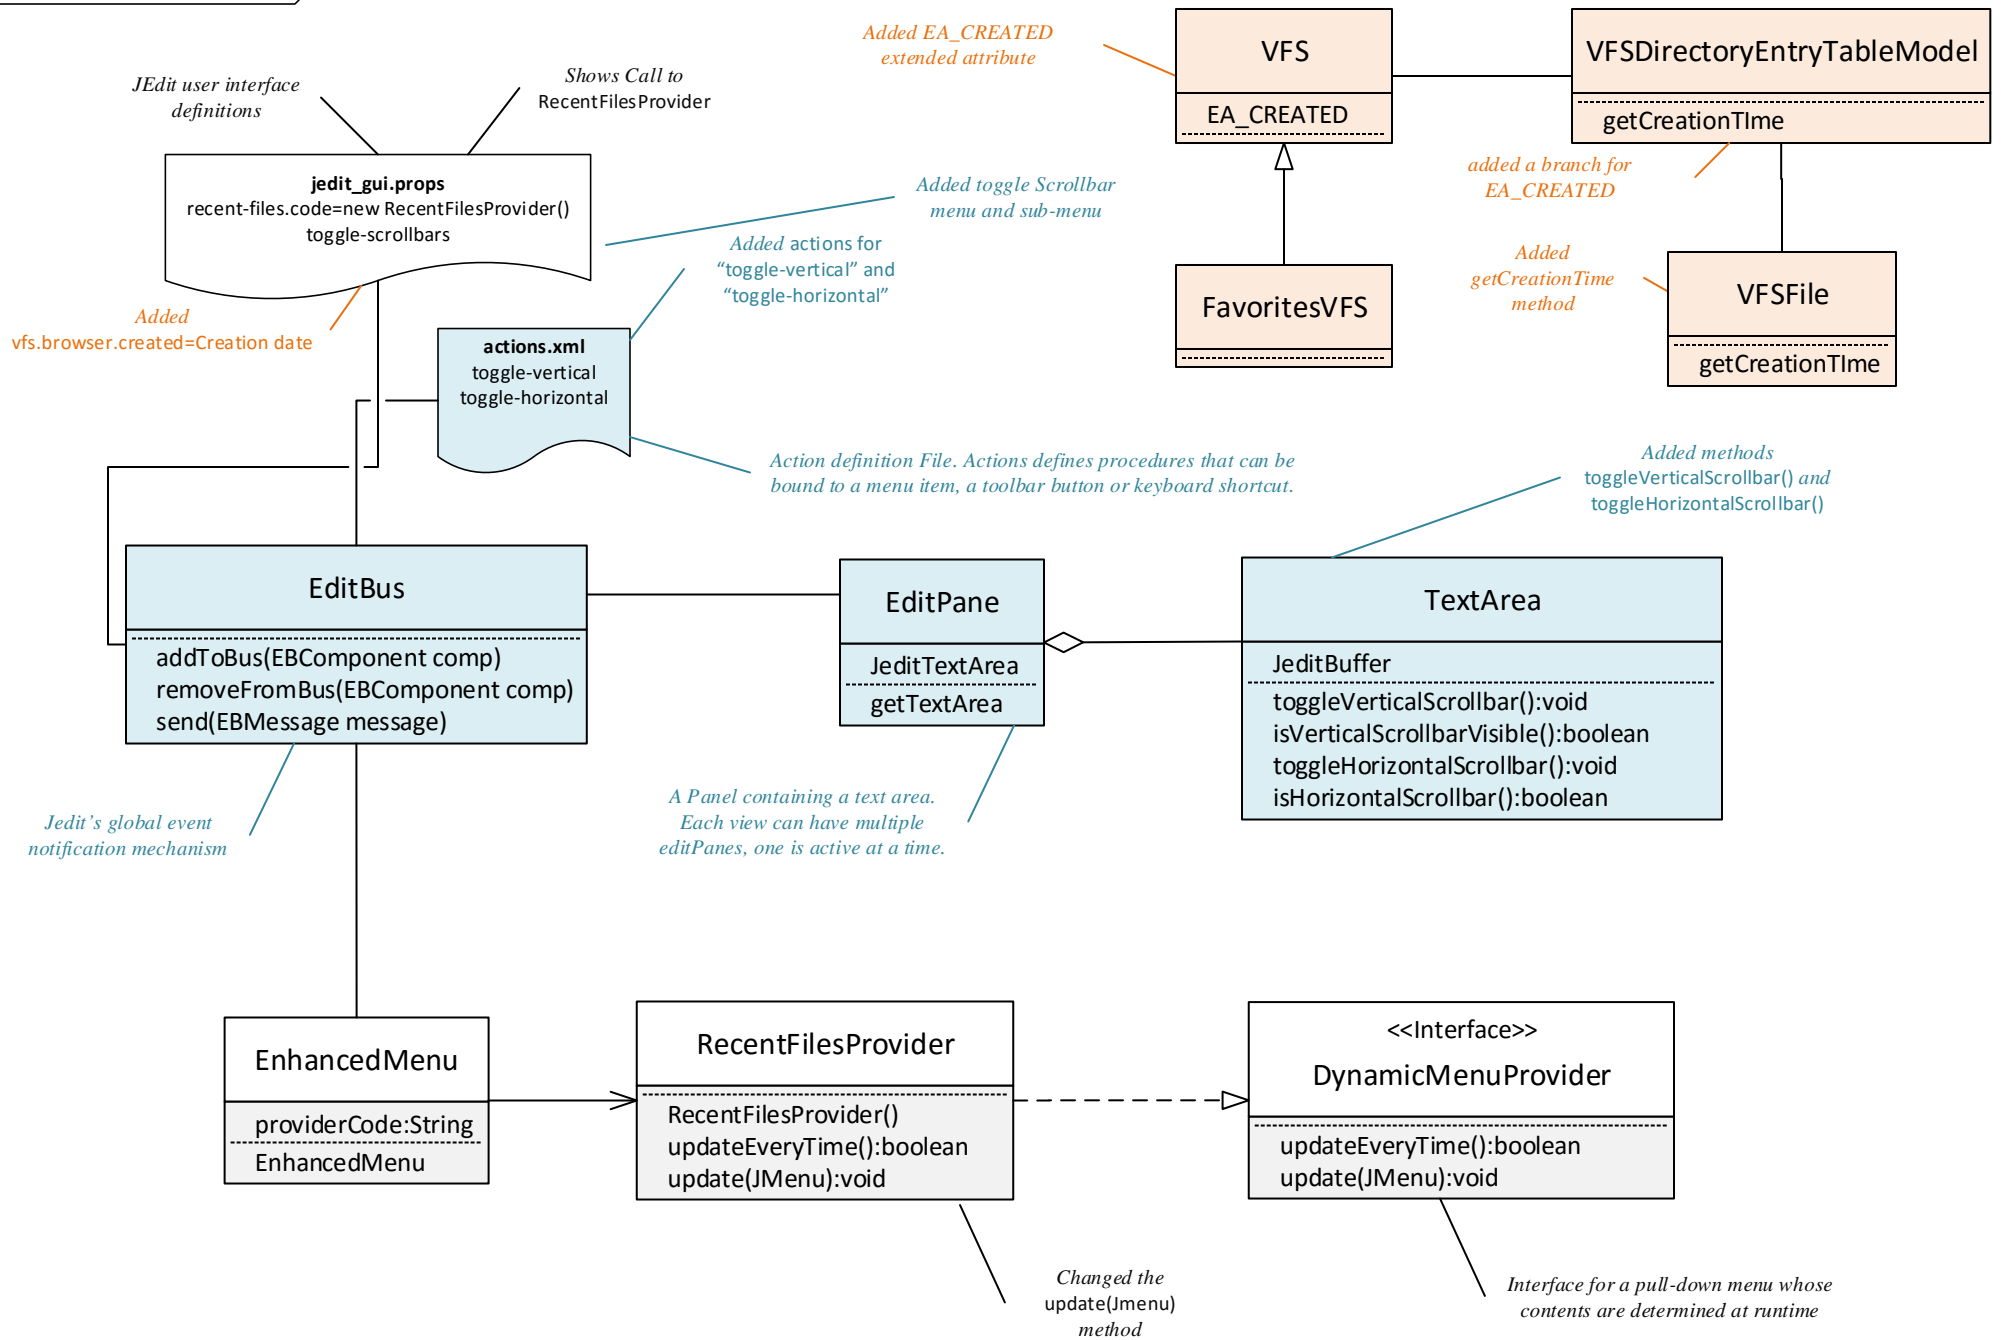 Added EA_CREATED
extended attribute
VFS
EA_CREATED
VFSDirectoryEntryTableModel
getCreationTIme
JEdit user interface
definitions
Shows Call to
RecentFilesProvider
jedit_gui.props
recent-files.code=new RecentFilesProvider()
toggle-scrollbars
Added toggle Scrollbar
menu and sub-menu
added a branch for
EA_CREATED
Added actions for
“toggle-vertical” and
“toggle-horizontal”
Added
getCreationTime
method
FavoritesVFS
VFSFile
getCreationTIme
Added
vfs.browser.created=Creation date
actions.xml
toggle-vertical
toggle-horizontal
Action definition File. Actions defines procedures that can be
bound to a menu item, a toolbar button or keyboard shortcut.
Added methods
toggleVerticalScrollbar() and
toggleHorizontalScrollbar()
EditBus
addToBus(EBComponent comp)
removeFromBus(EBComponent comp)
send(EBMessage message)
EditPane
JeditTextArea
getTextArea
TextArea
JeditBuffer
toggleVerticalScrollbar():void
isVerticalScrollbarVisible():boolean
toggleHorizontalScrollbar():void
isHorizontalScrollbar():boolean
Jedit’s global event
notification mechanism
A Panel containing a text area.
Each view can have multiple
editPanes, one is active at a time.
EnhancedMenu
providerCode:String
EnhancedMenu
RecentFilesProvider
RecentFilesProvider()
updateEveryTime():boolean
update(JMenu):void
<<Interface>>
DynamicMenuProvider
updateEveryTime():boolean
update(JMenu):void
Changed the
update(Jmenu)
method
Interface for a pull-down menu whose
contents are determined at runtime